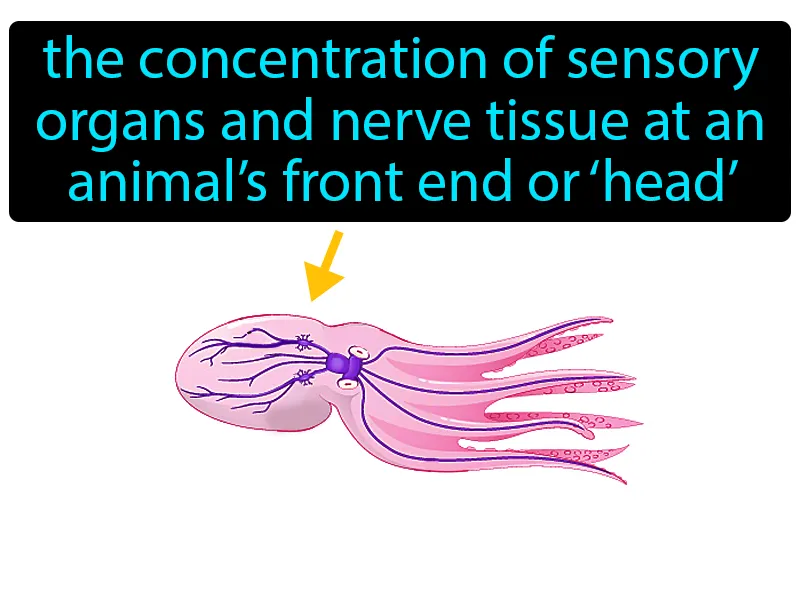 the concentration of sensory
organs and nerve tissue at an
animal’s front end or ‘head’